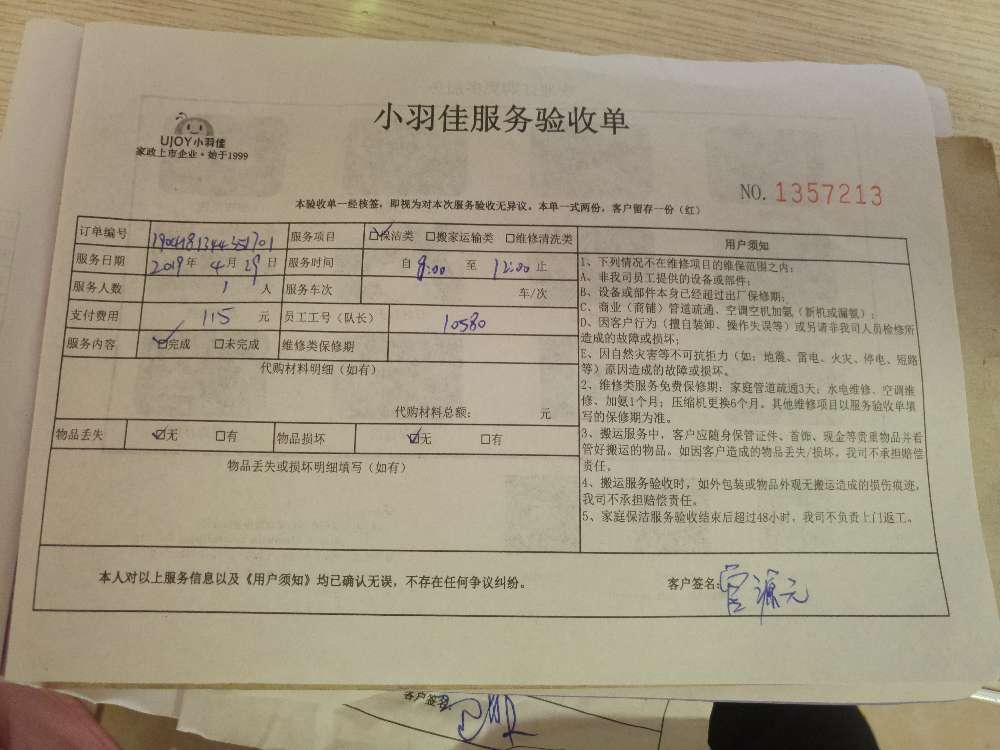 小羽佳服务验收单
UJOY小羽佳
家政上市企业·始于1999
NO. 1357213
本验收单一经核签，即视为对本次服务验收无异议。本单一式两份，客户留存一份（红）
订单编号 服务项目 ☑保洁类 □搬家运输类 □维修清洗类
服务日期 2019 年 4 月 29 日 服务时间 自 9:00 至 12:00 止
服务人数 1 人 服务车次 车/次
支付费用 115 元 员工工号（队长） 10580
服务内容 ☑完成 □未完成 维修类保修期
代购材料明细（如有）
代购材料总额： 元
物品丢失 ☑无 □有 物品损坏 ☑无 □有
物品丢失或损坏明细填写（如有）
用户须知
1、下列情况不在维修项目的维保范围之内：
A、非我司员工提供的设备或部件；
B、设备或部件本身已经超过出厂保修期；
C、商业（商铺）管道疏通、空调空机加氨（新机或漏氨）；
D、因客户行为（擅自装卸、操作失误等）或另请非我司人员检修所
造成的故障或损坏；
E、因自然灾害等不可抗拒力（如：地震、雷电、火灾、停电、短路
等）原因造成的故障或损坏。
2、维修类服务免费保修期：家庭管道疏通3天；水电维修、空调维
修、加氨1个月；压缩机更换6个月。其他维修项目以服务验收单填
写的保修期为准。
3、搬运服务中，客户应随身保管证件、首饰、现金等贵重物品并看
管好搬运的物品。如因客户造成的物品丢失/损坏，我司不承担赔偿
责任。
4、搬运服务验收时，如外包装或物品外观无搬运造成的损伤痕迹，
我司不承担赔偿责任。
5、家庭保洁服务验收结束后超过48小时，我司不负责上门返工。
本人对以上服务信息以及《用户须知》均已确认无误，不存在任何争议纠纷。
客户签名：
客户签名：